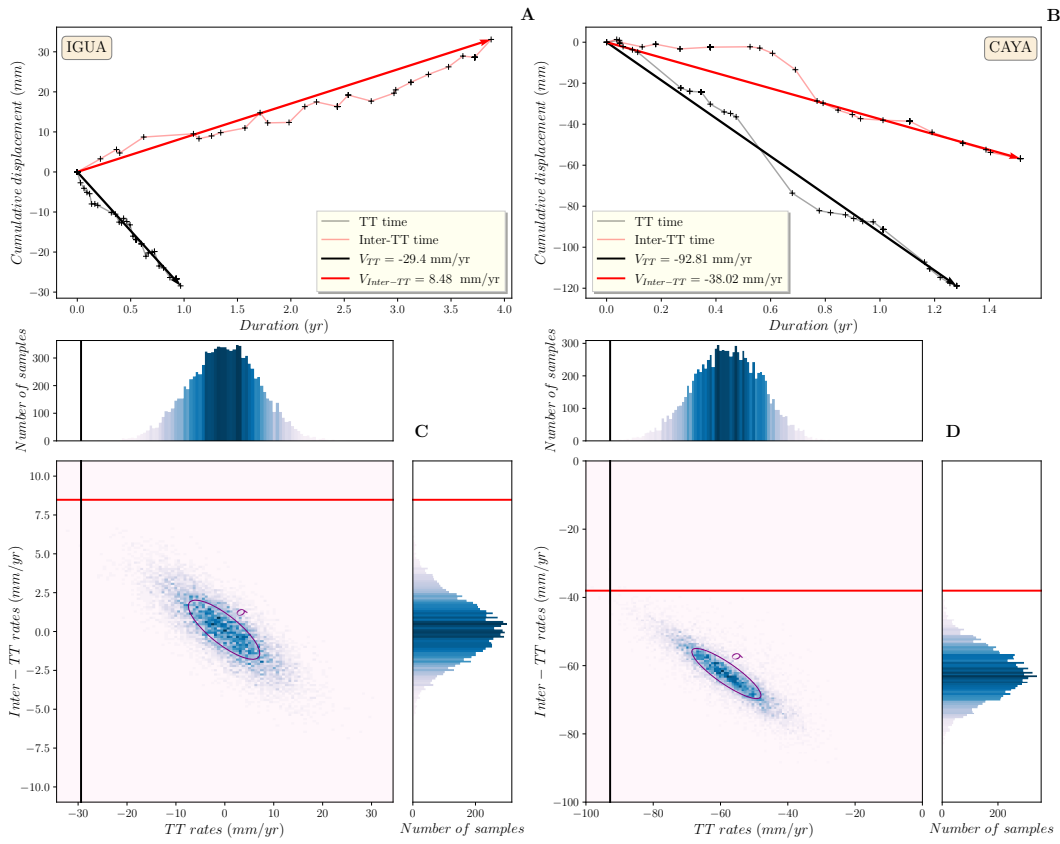 A
IGUA
Cumulative displacement (mm)
30
20
10
0
−10
−20
−30
0.0 0.5 1.0 1.5 2.0 2.5 3.0 3.5 4.0
Duration (yr)
TT time
Inter-TT time
V_TT = -29.4 mm/yr
V_Inter−TT = 8.48 mm/yr
B
CAYA
Cumulative displacement (mm)
0
−20
−40
−60
−80
−100
−120
0.0 0.2 0.4 0.6 0.8 1.0 1.2 1.4
Duration (yr)
TT time
Inter-TT time
V_TT = -92.81 mm/yr
V_Inter−TT = -38.02 mm/yr
Number of samples
300
200
100
0
C
Inter−TT rates (mm/yr)
10.0
7.5
5.0
2.5
0.0
−2.5
−5.0
−7.5
−10.0
σ
−30 −20 −10 0 10 20 30
TT rates (mm/yr)
0 200
Number of samples
Number of samples
300
200
100
0
D
Inter−TT rates (mm/yr)
0
−20
−40
−60
−80
−100
σ
−100 −80 −60 −40 −20 0
TT rates (mm/yr)
0 200
Number of samples